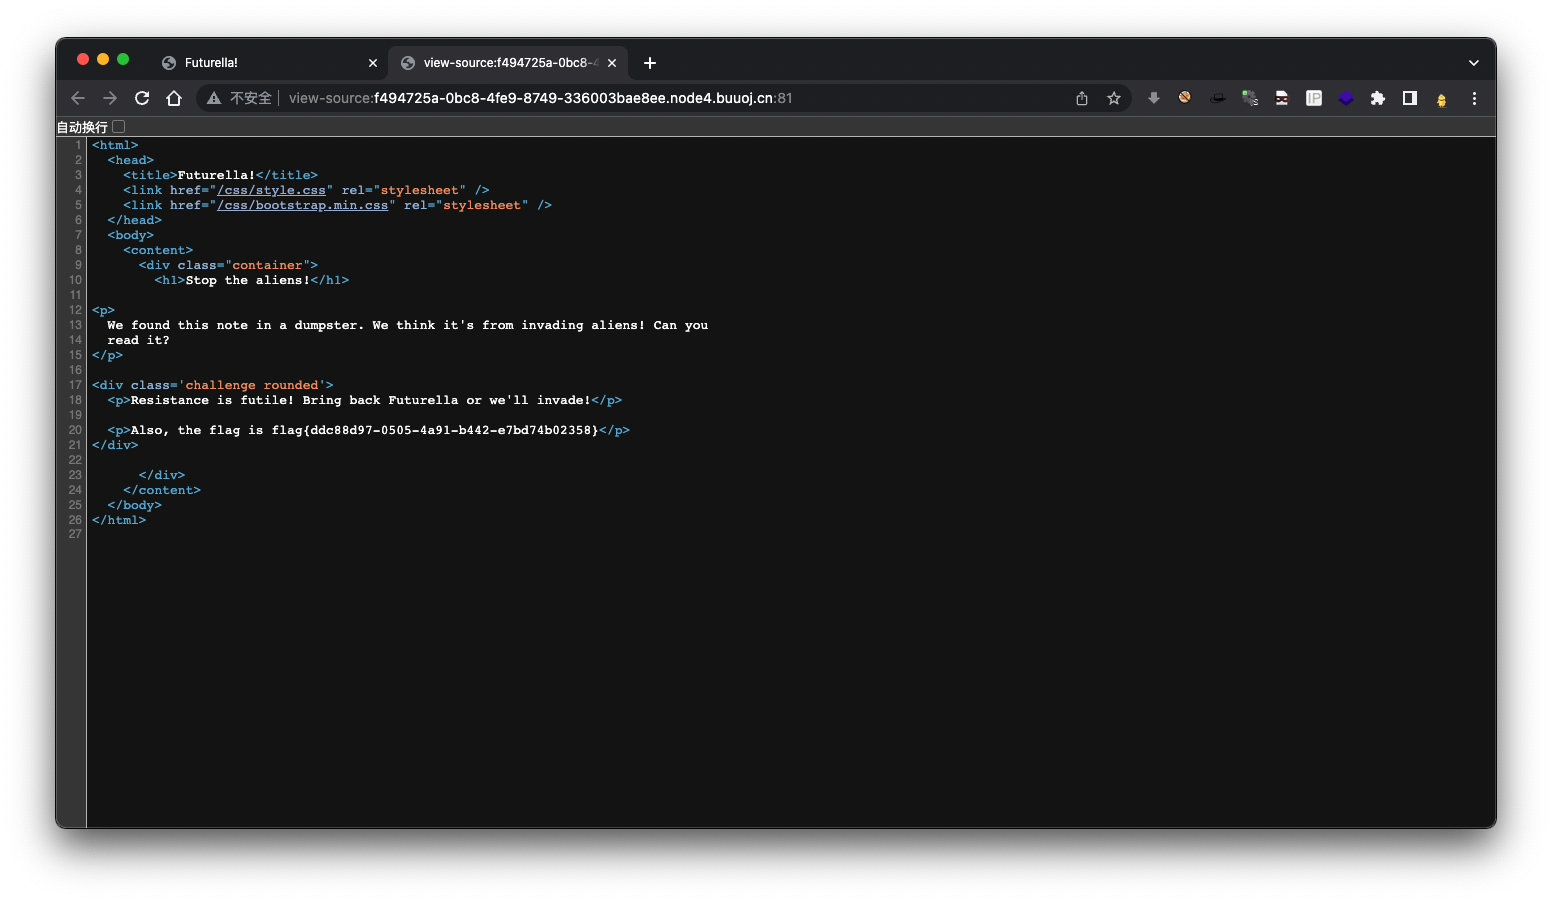 Futurella!
view-source:f494725a-0bc8-4
不安全 view-source:f494725a-0bc8-4fe9-8749-336003bae8ee.node4.buuoj.cn:81
IP
自动换行
1 <html>
2 <head>
3 <title>Futurella!</title>
4 <link href="/css/style.css" rel="stylesheet" />
5 <link href="/css/bootstrap.min.css" rel="stylesheet" />
6 </head>
7 <body>
8 <content>
9 <div class="container">
10 <h1>Stop the aliens!</h1>
11
12 <p>
13 We found this note in a dumpster. We think it's from invading aliens! Can you
14 read it?
15 </p>
16
17 <div class='challenge rounded'>
18 <p>Resistance is futile! Bring back Futurella or we'll invade!</p>
19
20 <p>Also, the flag is flag{ddc88d97-0505-4a91-b442-e7bd74b02358}</p>
21 </div>
22
23 </div>
24 </content>
25 </body>
26 </html>
27